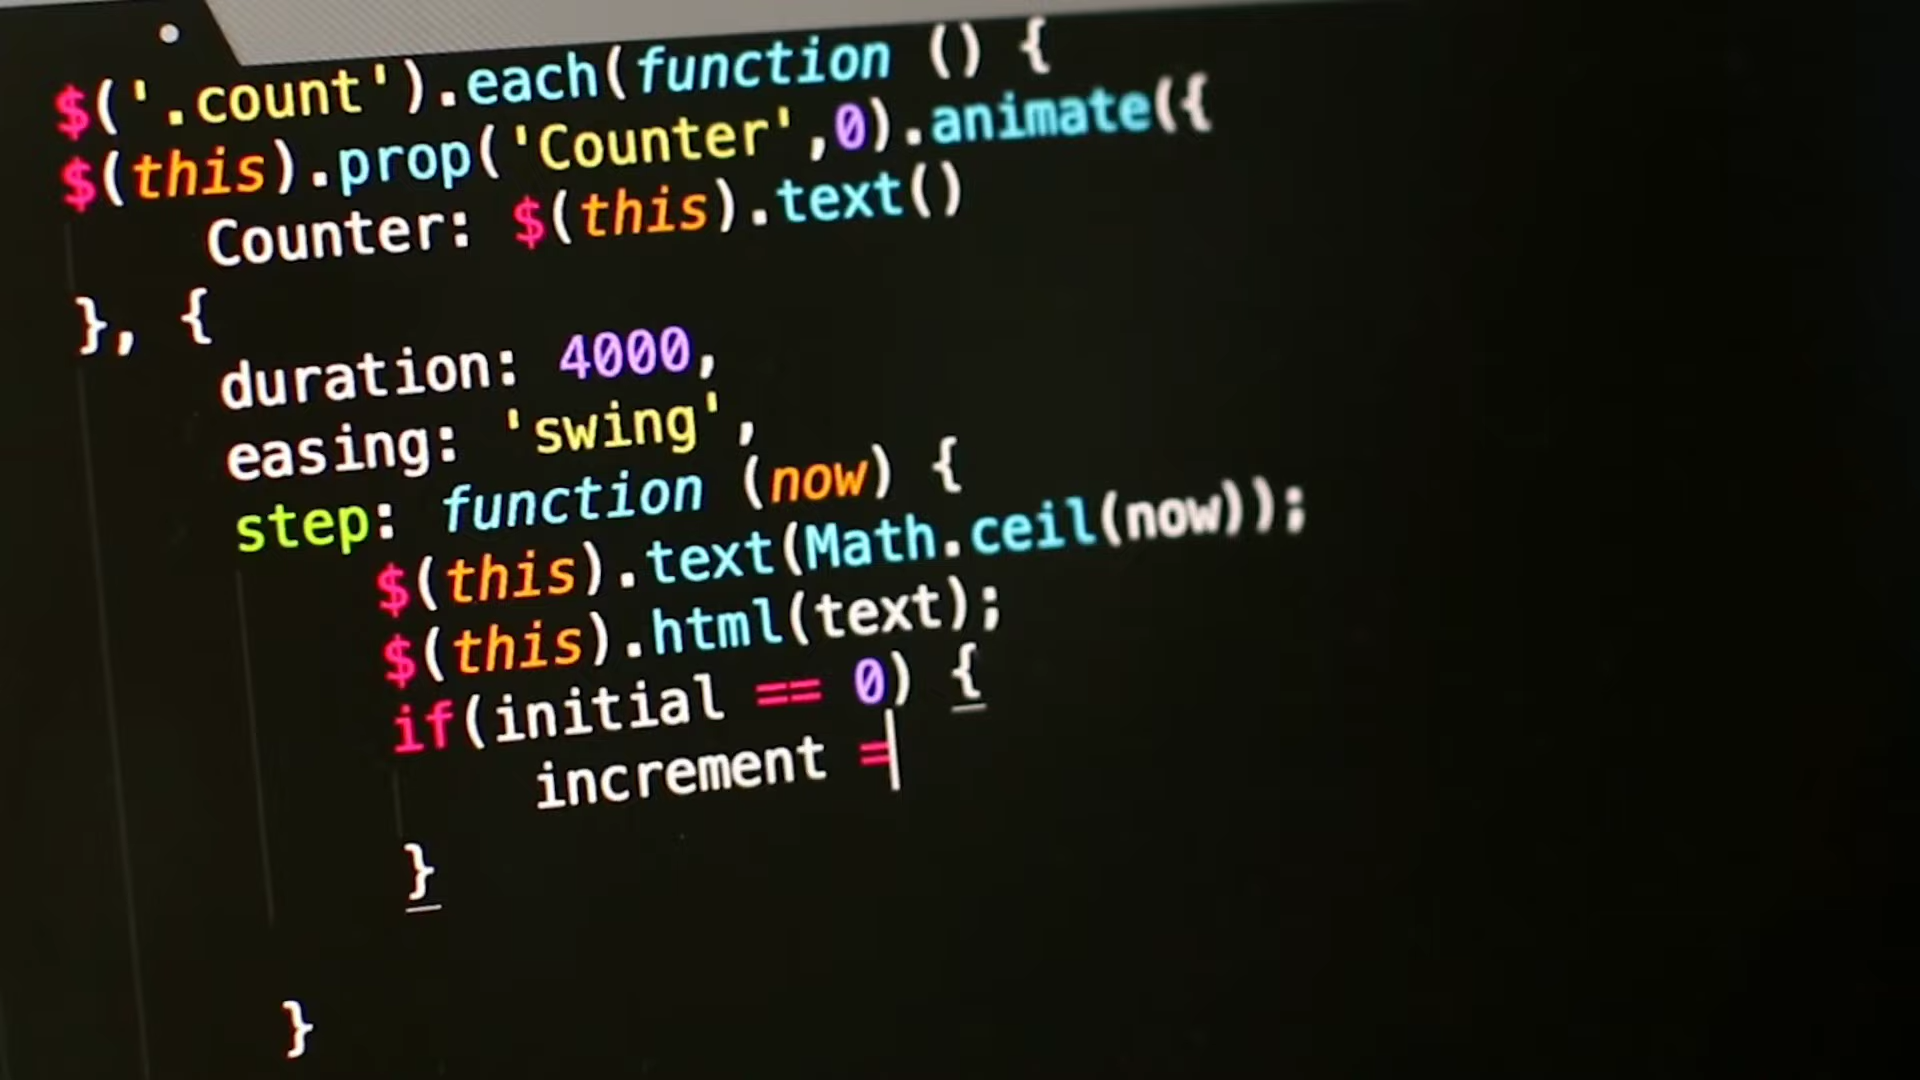 $('.count').each(function () {
$(this).prop('Counter',0).animate({
Counter: $(this).text()
}, {
duration: 4000,
easing: 'swing',
step: function (now) {
$(this).text(Math.ceil(now));
$(this).html(text);
if(initial == 0) {
increment =
}
}